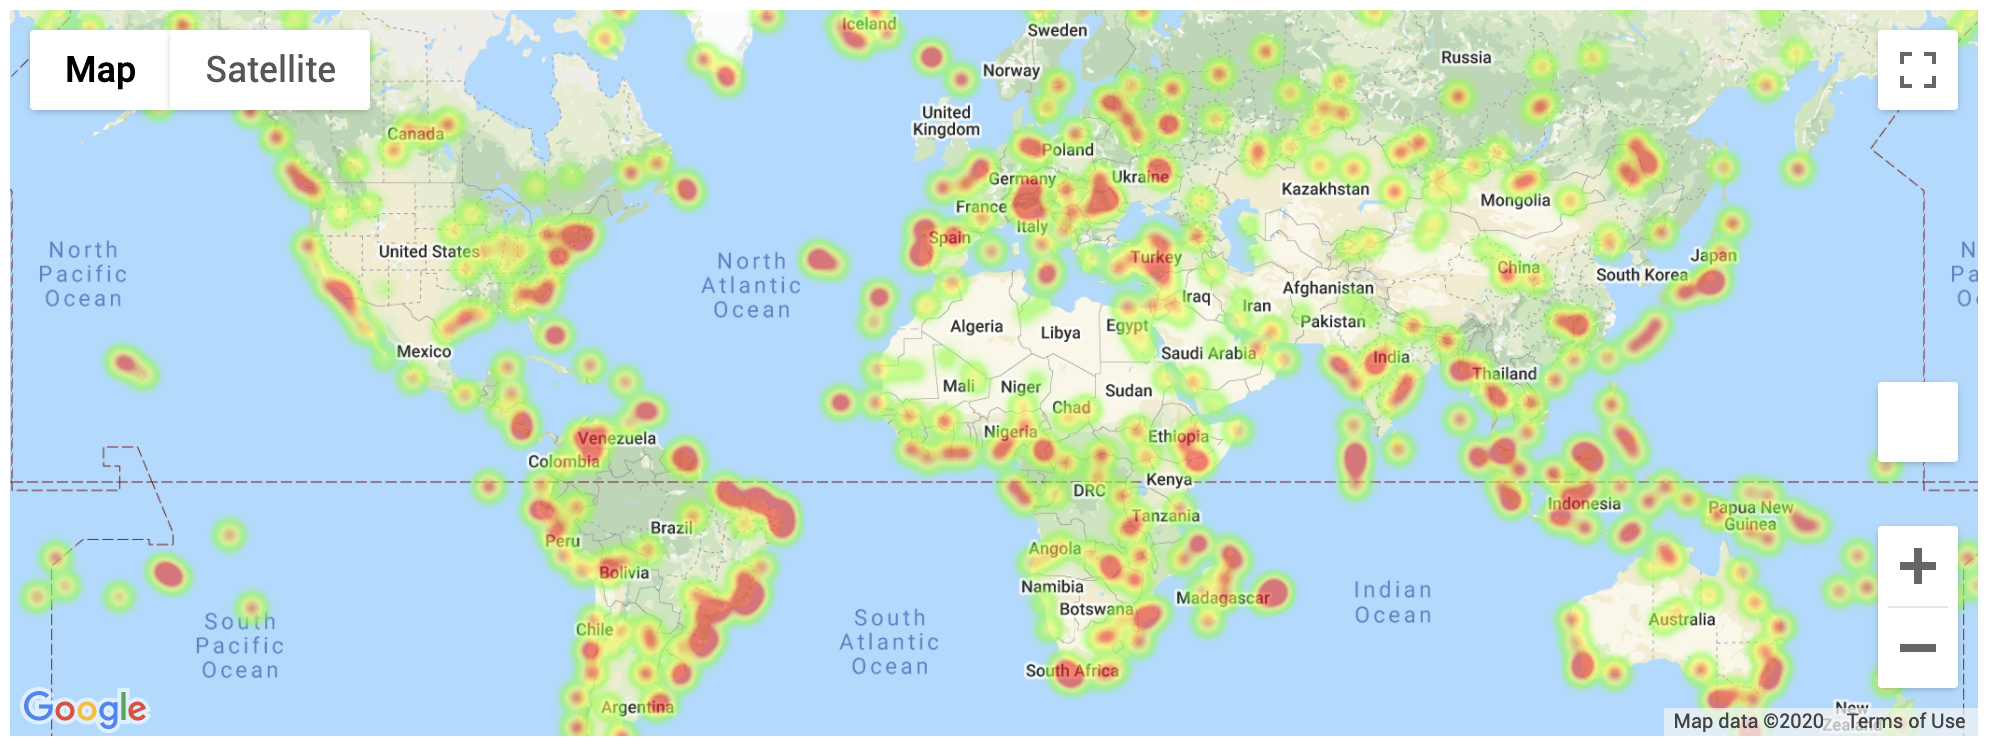 Iceland
Sweden
Map
Satellite
Russia
Norway
United
Kingdom
Canada
Poland
Ukraine
Germany
Kazakhstan
Mongolia
France
Italy
Spain
United States
North
Pacific
Ocean
North
Atlantic
Ocean
Turkey
Japan
N
Pa
O
China
South Korea
Afghanistan
Iraq
Iran
Pakistan
Algeria
Libya
Egypt
Mexico
Saudi Arabia
India
Thailand
Mali
Niger
Sudan
Chad
Nigeria
Ethiopia
Venezuela
Colombia
Kenya
DRC
Indonesia
Papua New
Guinea
Tanzania
Brazil
Peru
Angola
Bolivia
Namibia
Botswana
Madagascar
Indian
Ocean
Australia
Chile
South
Pacific
Ocean
South
Atlantic
Ocean
South Africa
Argentina
Google
New
Zealand
Map data ©2020
Terms of Use